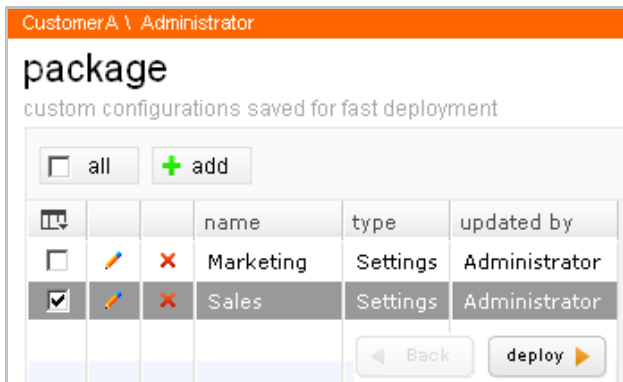 CustomerA \ Administrator
package
custom configurations saved for fast deployment
all add
name type updated by
Marketing Settings Administrator
Sales Settings Administrator
Back deploy